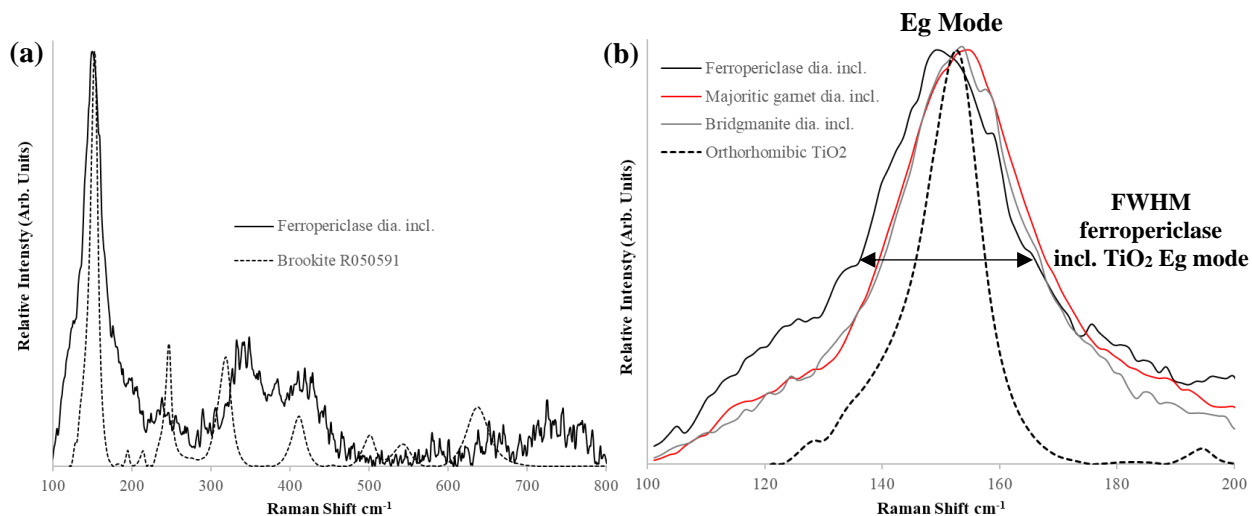 (a)
Relative Intensty (Arb. Units)
Ferropericlase dia. incl.
Brookite R050591
100 200 300 400 500 600 700 800
Raman Shift cm-1
Eg Mode
(b)
Relative Intensity (Arb. Units)
Ferropericlase dia. incl.
Majoritic garnet dia. incl.
Bridgmanite dia. incl.
Orthorhomibic TiO2
FWHM
ferropericlase
incl. TiO₂ Eg mode
100 120 140 160 180 200
Raman Shift cm-1